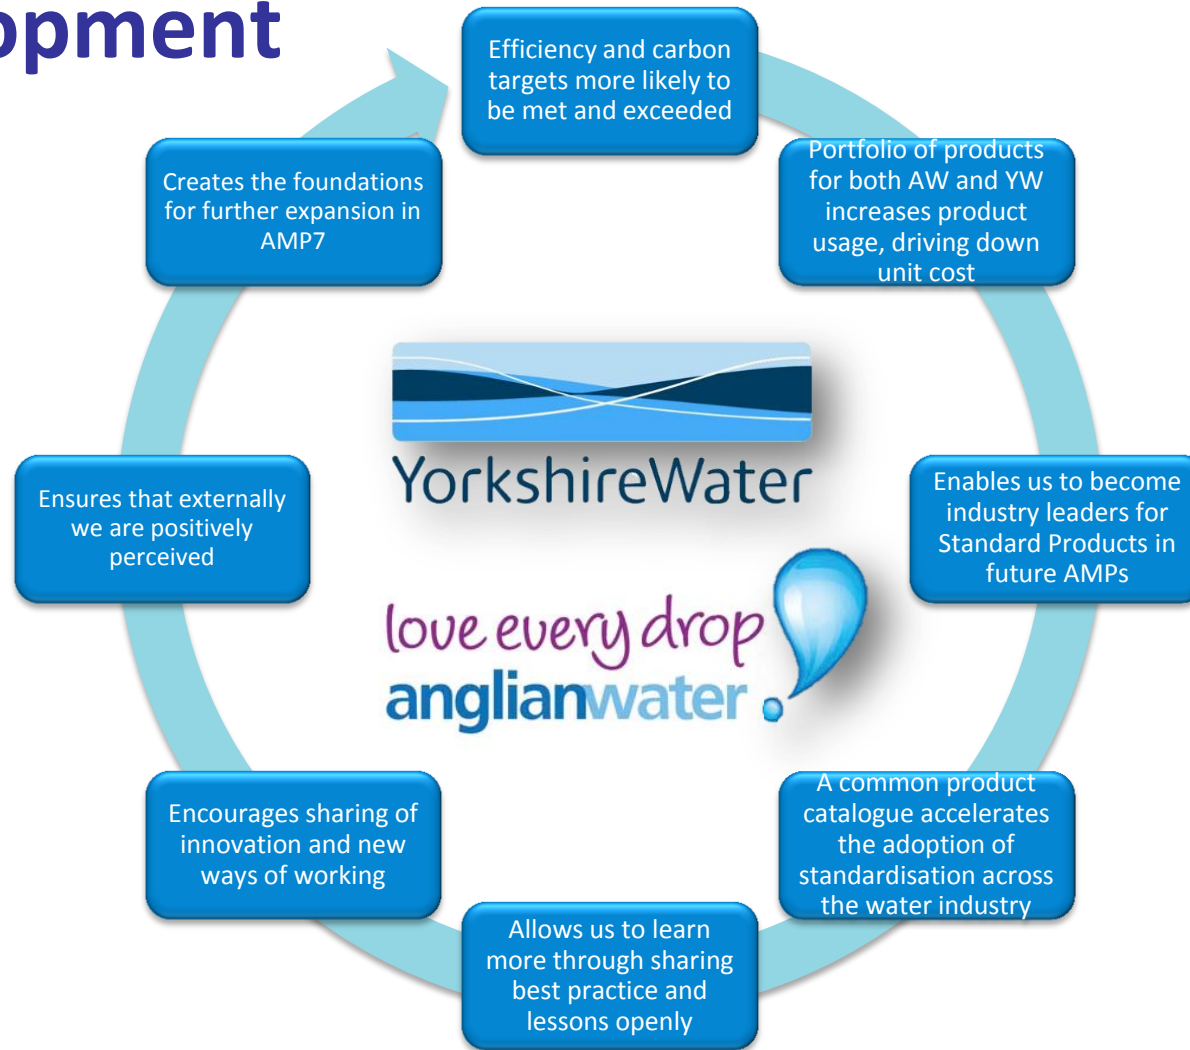 opment
Efficiency and carbon
targets more likely to
be met and exceeded
Portfolio of products
for both AW and YW
increases product
usage, driving down
unit cost
Enables us to become
industry leaders for
Standard Products in
future AMPs
A common product
catalogue accelerates
the adoption of
standardisation across
the water industry
Allows us to learn
more through sharing
best practice and
lessons openly
Encourages sharing of
innovation and new
ways of working
Ensures that externally
we are positively
perceived
Creates the foundations
for further expansion in
AMP7
YorkshireWater
love every drop
anglianwater